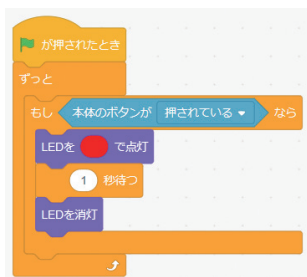 が押されたとき
ずっと
もし 本体のボタンが 押されている なら
LEDを で点灯
1 秒待つ
LEDを消灯